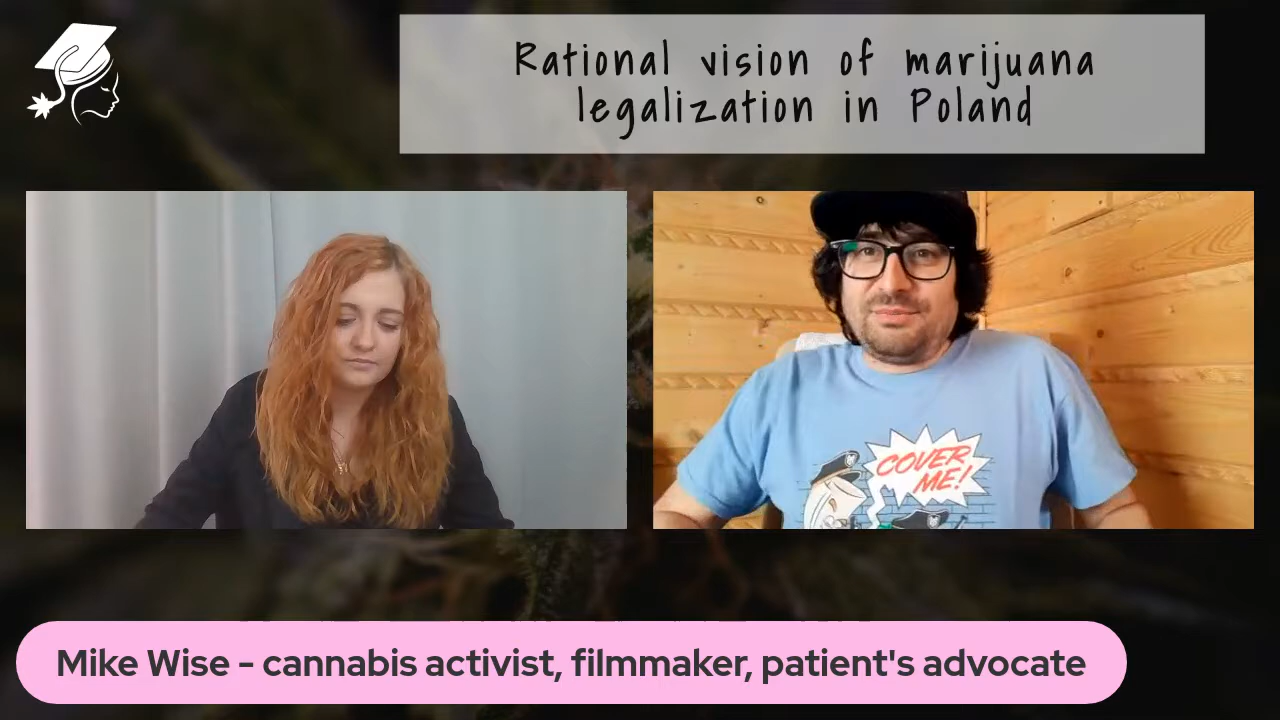 Rational vision of marijuana
legalization in Poland
COVER
ME!
Mike Wise - cannabis activist, filmmaker, patient's advocate